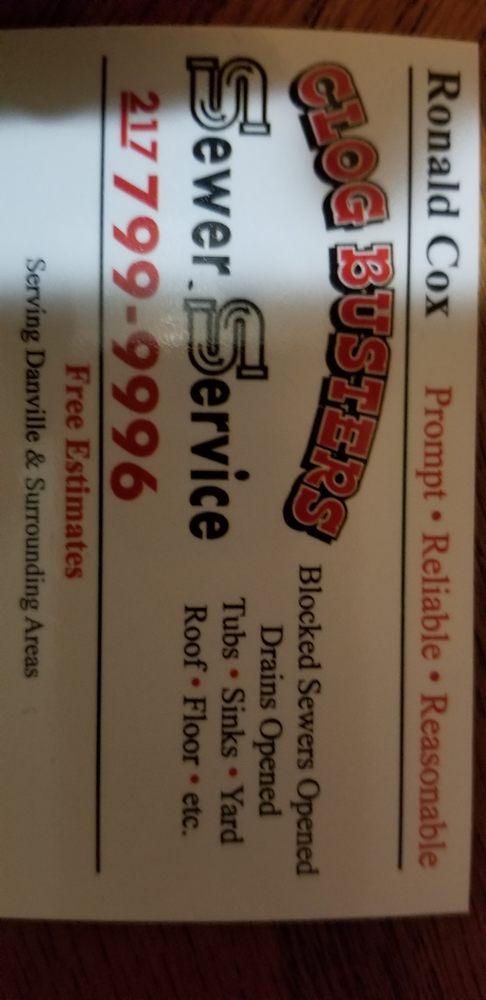 Ronald Cox Prompt • Reliable • Reasonable
CLOG BUSTERS
Sewer Service
Blocked Sewers Opened
Drains Opened
Tubs • Sinks • Yard
Roof • Floor • etc.
217 799-9996
Free Estimates
Serving Danville & Surrounding Areas